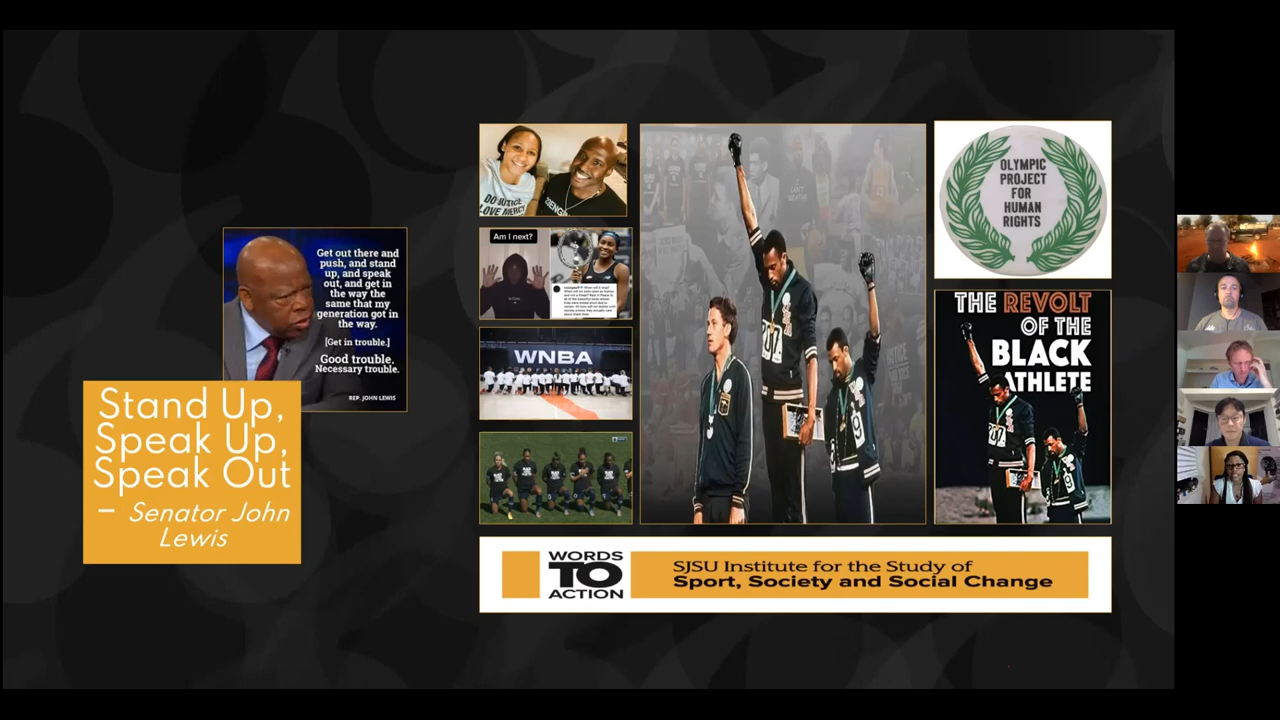 Get out there and
push, and stand
up, and speak
out, and get in
the way the
same that my
generation got in
the way.
[Get in trouble.]
Good trouble.
Necessary trouble.
REP. JOHN LEWIS
Stand Up,
Speak Up,
Speak Out
– Senator John
Lewis
DO JUSTICE
LOVE MERCY
Am I next?
WNBA
OLYMPIC
PROJECT
FOR
HUMAN
RIGHTS
THE REVOLT
OF THE
BLACK
ATHLETE
WORDS
TO
ACTION
SJSU Institute for the Study of
Sport, Society and Social Change